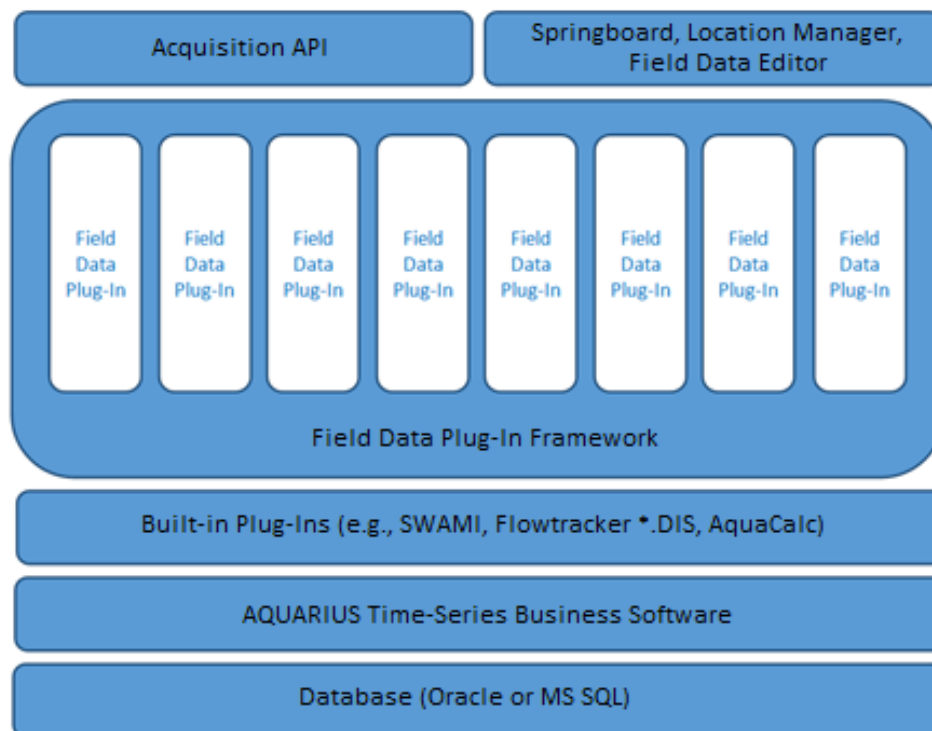 Acquisition API
Springboard, Location Manager,
Field Data Editor
Field
Data
Plug-In
Field
Data
Plug-In
Field
Data
Plug-In
Field
Data
Plug-In
Field
Data
Plug-In
Field
Data
Plug-In
Field
Data
Plug-In
Field
Data
Plug-In
Field Data Plug-In Framework
Built-in Plug-Ins (e.g., SWAMI, Flowtracker *.DIS, AquaCalc)
AQUARIUS Time-Series Business Software
Database (Oracle or MS SQL)